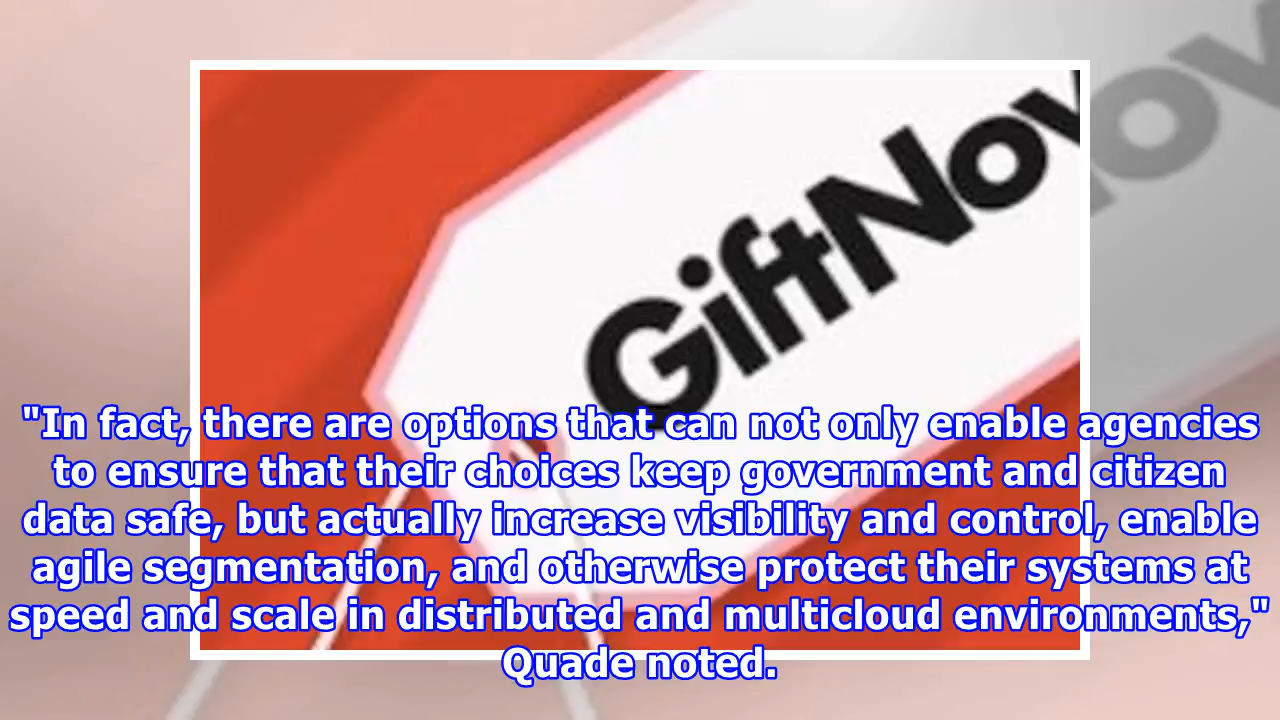 GiftNov
"In fact, there are options that can not only enable agencies
to ensure that their choices keep government and citizen
data safe, but actually increase visibility and control, enable
agile segmentation, and otherwise protect their systems at
speed and scale in distributed and multicloud environments,"
Quade noted.